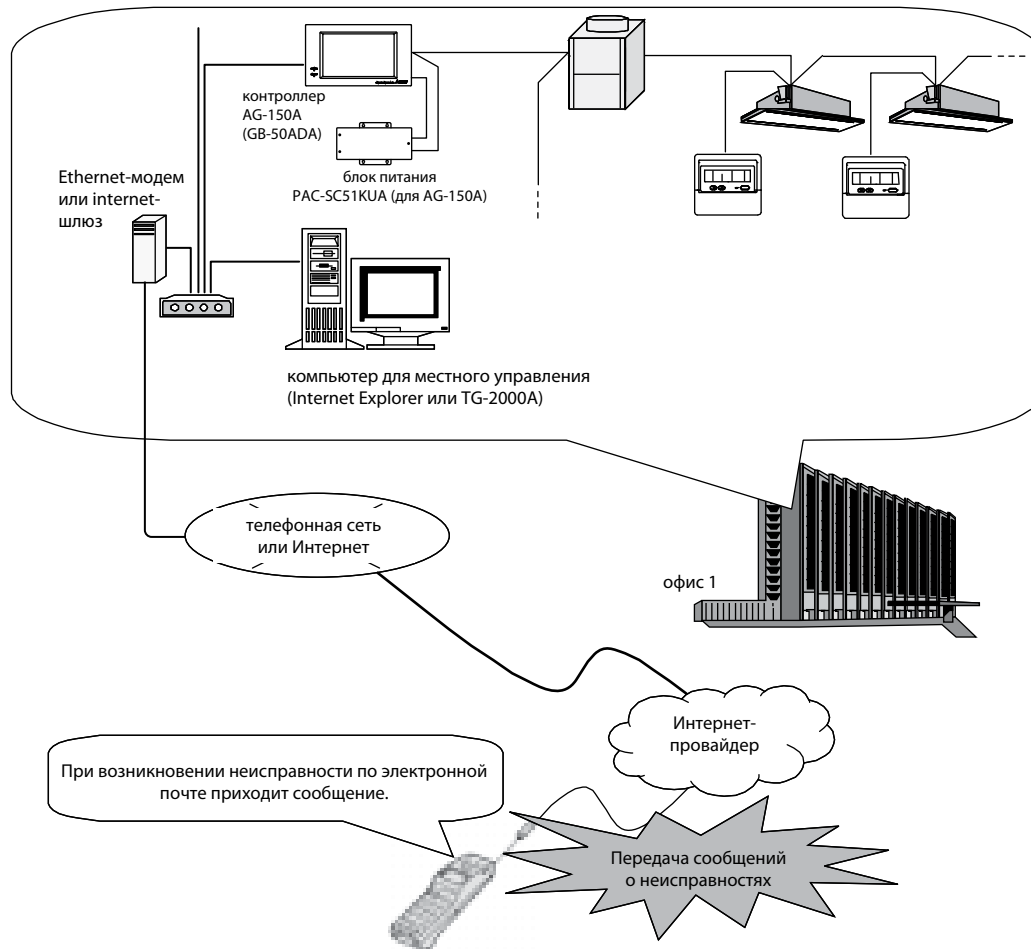 контроллер
AG-150A
(GB-50ADA)
блок питания
PAC-SC51KUA (для AG-150A)
Ethernet-модем
или internet-
шлюз
компьютер для местного управления
(Internet Explorer или TG-2000A)
телефонная сеть
или Интернет
офис 1
Интернет-
провайдер
При возникновении неисправности по электронной
почте приходит сообщение.
Передача сообщений
о неисправностях